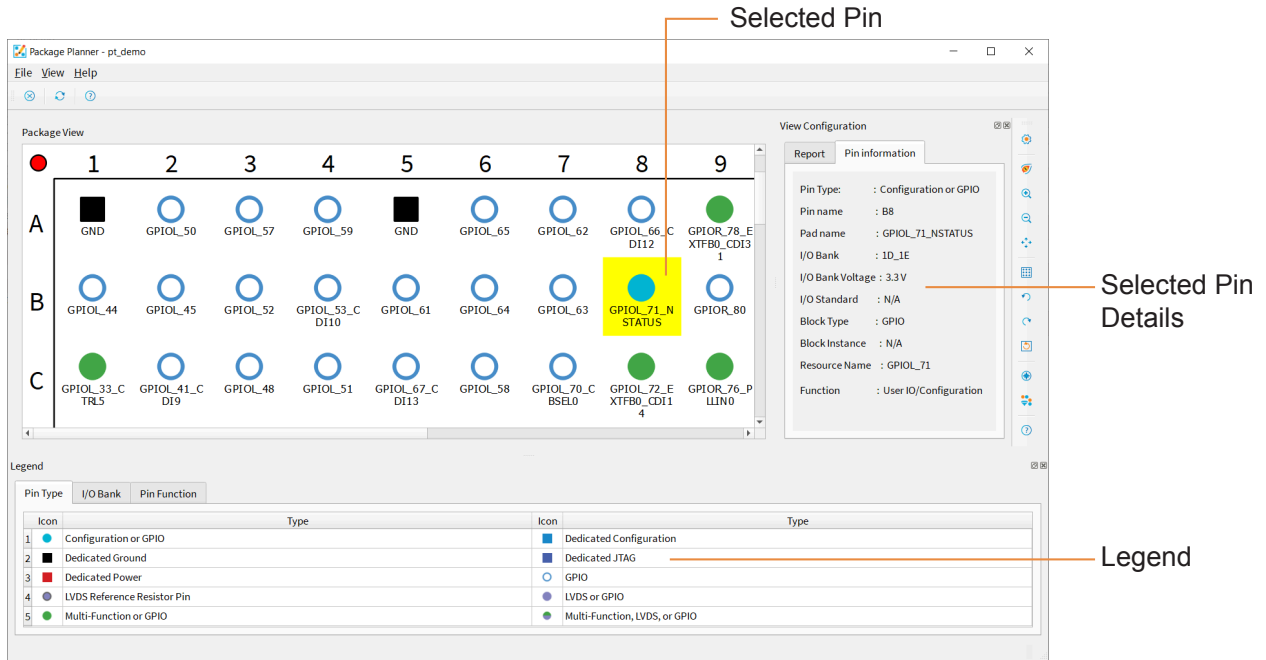 Selected Pin
Package Planner - pt_demo
File View Help
Package View
View Configuration
1 2 3 4 5 6 7 8 9
Report Pin information
A
GND GPIOL_50 GPIOL_57 GPIOL_59 GND GPIOL_65 GPIOL_62 GPIOL_66_C GPIOR_78_E
DI12 XTFB0_CDI3
1
B
GPIOL_44 GPIOL_45 GPIOL_52 GPIOL_53_C GPIOL_61 GPIOL_64 GPIOL_63 GPIOL_71_N GPIOR_80
DI10 STATUS
C
GPIOL_33_C GPIOL_41_C GPIOL_48 GPIOL_51 GPIOL_67_C GPIOL_58 GPIOL_70_C GPIOL_72_E GPIOR_76_P
TRL5 DI9 DI13 BSEL0 XTFB0_CDI1 LLIN0
4
Pin Type: : Configuration or GPIO
Pin name : B8
Pad name : GPIOL_71_NSTATUS
I/O Bank : 1D_1E
I/O Bank Voltage : 3.3 V
I/O Standard : N/A
Block Type : GPIO
Block Instance : N/A
Resource Name : GPIOL_71
Function : User IO/Configuration
Selected Pin
Details
Legend
Pin Type I/O Bank Pin Function
Icon Type Icon Type
1 Configuration or GPIO Dedicated Configuration
2 Dedicated Ground Dedicated JTAG
3 Dedicated Power GPIO
4 LVDS Reference Resistor Pin LVDS or GPIO
5 Multi-Function or GPIO Multi-Function, LVDS, or GPIO
Legend